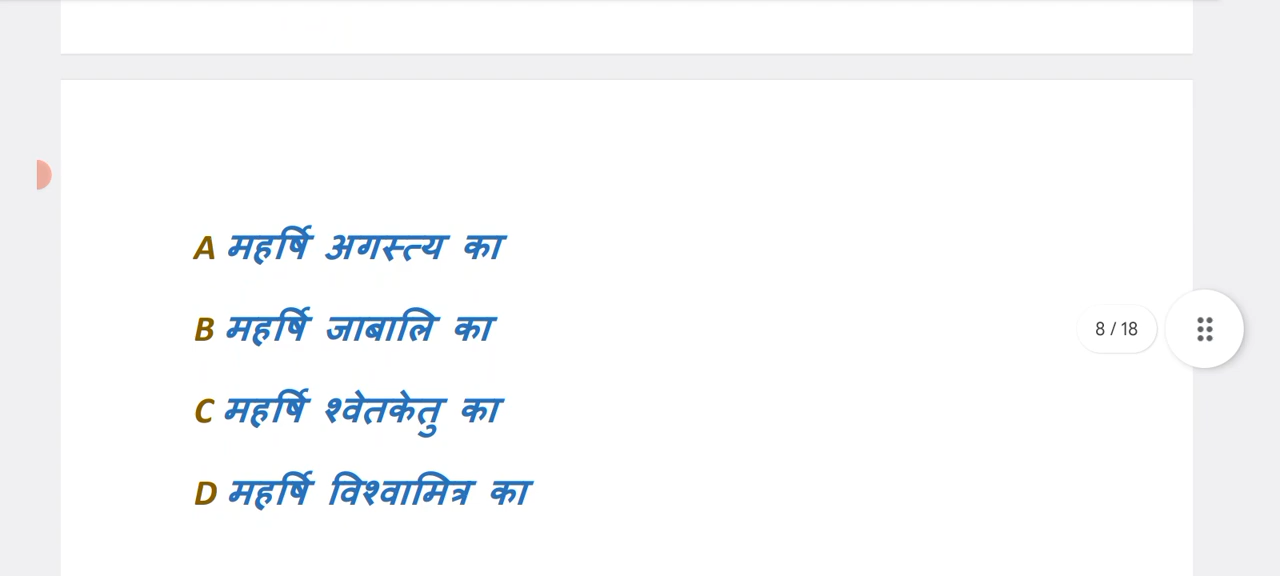 A महर्षि अगस्त्य का
B महर्षि जाबालि का
8 / 18
C महर्षि श्वेतकेतु का
D महर्षि विश्वामित्र का